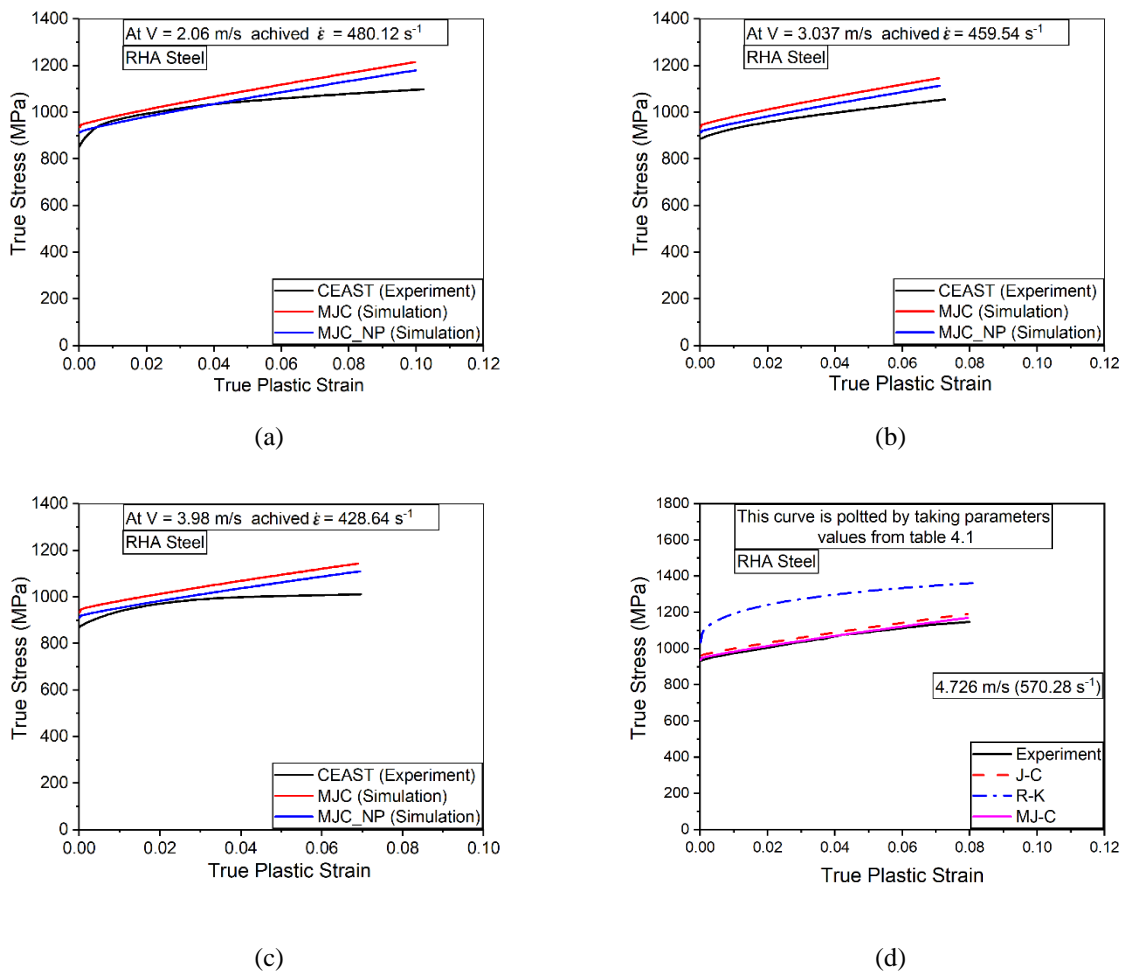 At V = 2.06 m/s achived ε̇ = 480.12 s⁻¹
RHA Steel
True Stress (MPa)
1400
1200
1000
800
600
400
200
0
CEAST (Experiment)
MJC (Simulation)
MJC_NP (Simulation)
0.00 0.02 0.04 0.06 0.08 0.10 0.12
True Plastic Strain
(a)
At V = 3.037 m/s achived ε̇ = 459.54 s⁻¹
RHA Steel
True Stress (MPa)
1400
1200
1000
800
600
400
200
0
CEAST (Experiment)
MJC (Simulation)
MJC_NP (Simulation)
0.00 0.02 0.04 0.06 0.08 0.10 0.12
True Plastic Strain
(b)
At V = 3.98 m/s achived ε̇ = 428.64 s⁻¹
RHA Steel
True Stress (MPa)
1400
1200
1000
800
600
400
200
0
CEAST (Experiment)
MJC (Simulation)
MJC_NP (Simulation)
0.00 0.02 0.04 0.06 0.08 0.10
True Plastic Strain
(c)
This curve is poltted by taking parameters
values from table 4.1
RHA Steel
True Stress (MPa)
1800
1600
1400
1200
1000
800
600
400
200
0
4.726 m/s (570.28 s⁻¹)
Experiment
J-C
R-K
MJ-C
0.00 0.02 0.04 0.06 0.08 0.10 0.12
True Plastic Strain
(d)